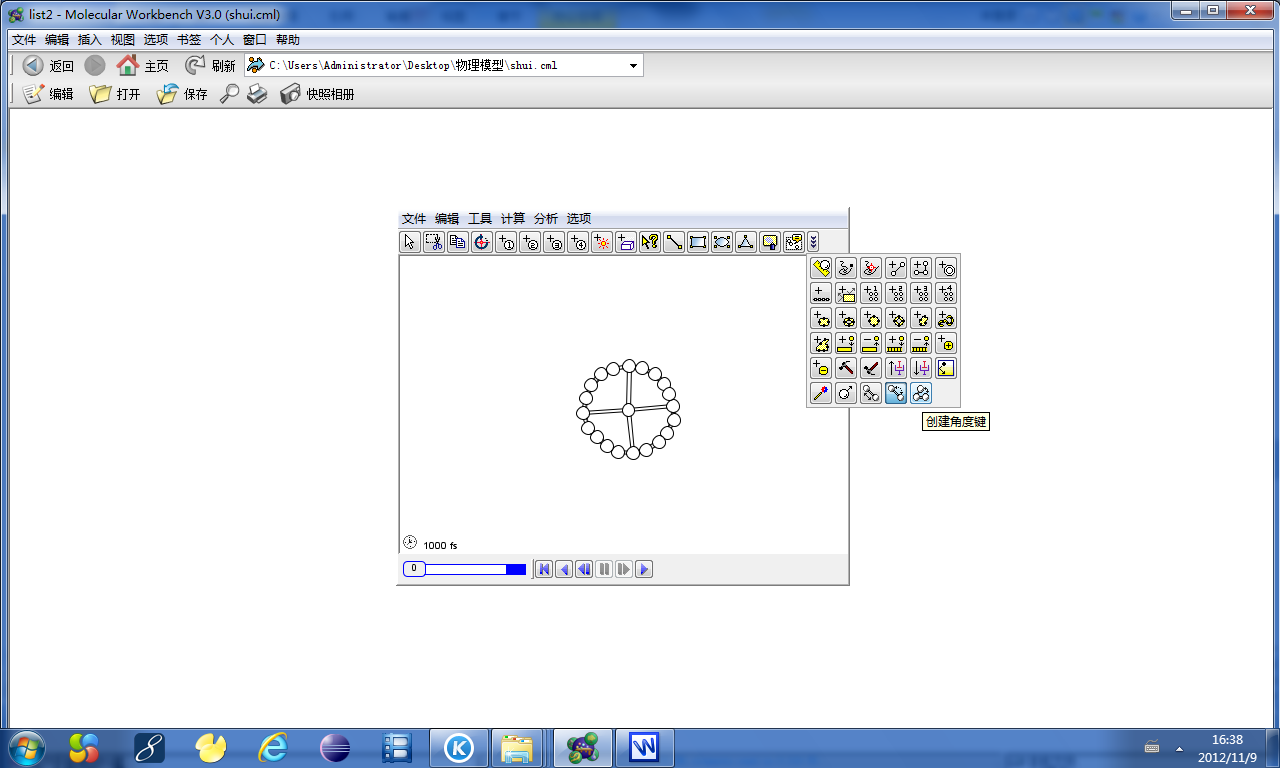 list2 - Molecular Workbench V3.0 (shui.cml)
文件 编辑 插入 视图 选项 书签 个人 窗口 帮助
返回 主页 刷新 C:\Users\Administrator\Desktop\物理模型\shui.cml
编辑 打开 保存 快照相册
文件 编辑 工具 计算 分析 选项
创建角度键
1000 fs
0
16:38
2012/11/9